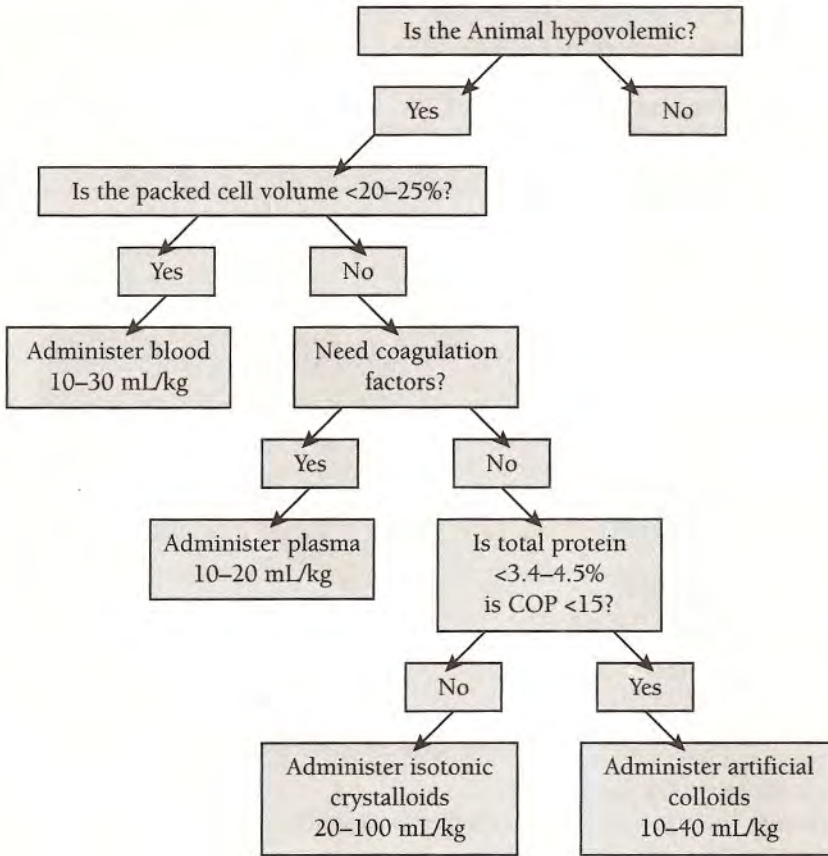 Is the Animal hypovolemic?
Yes
No
Is the packed cell volume <20–25%?
Yes
No
Administer blood
10–30 mL/kg
Need coagulation
factors?
Yes
No
Administer plasma
10–20 mL/kg
Is total protein
<3.4–4.5%
is COP <15?
No
Yes
Administer isotonic
crystalloids
20–100 mL/kg
Administer artificial
colloids
10–40 mL/kg